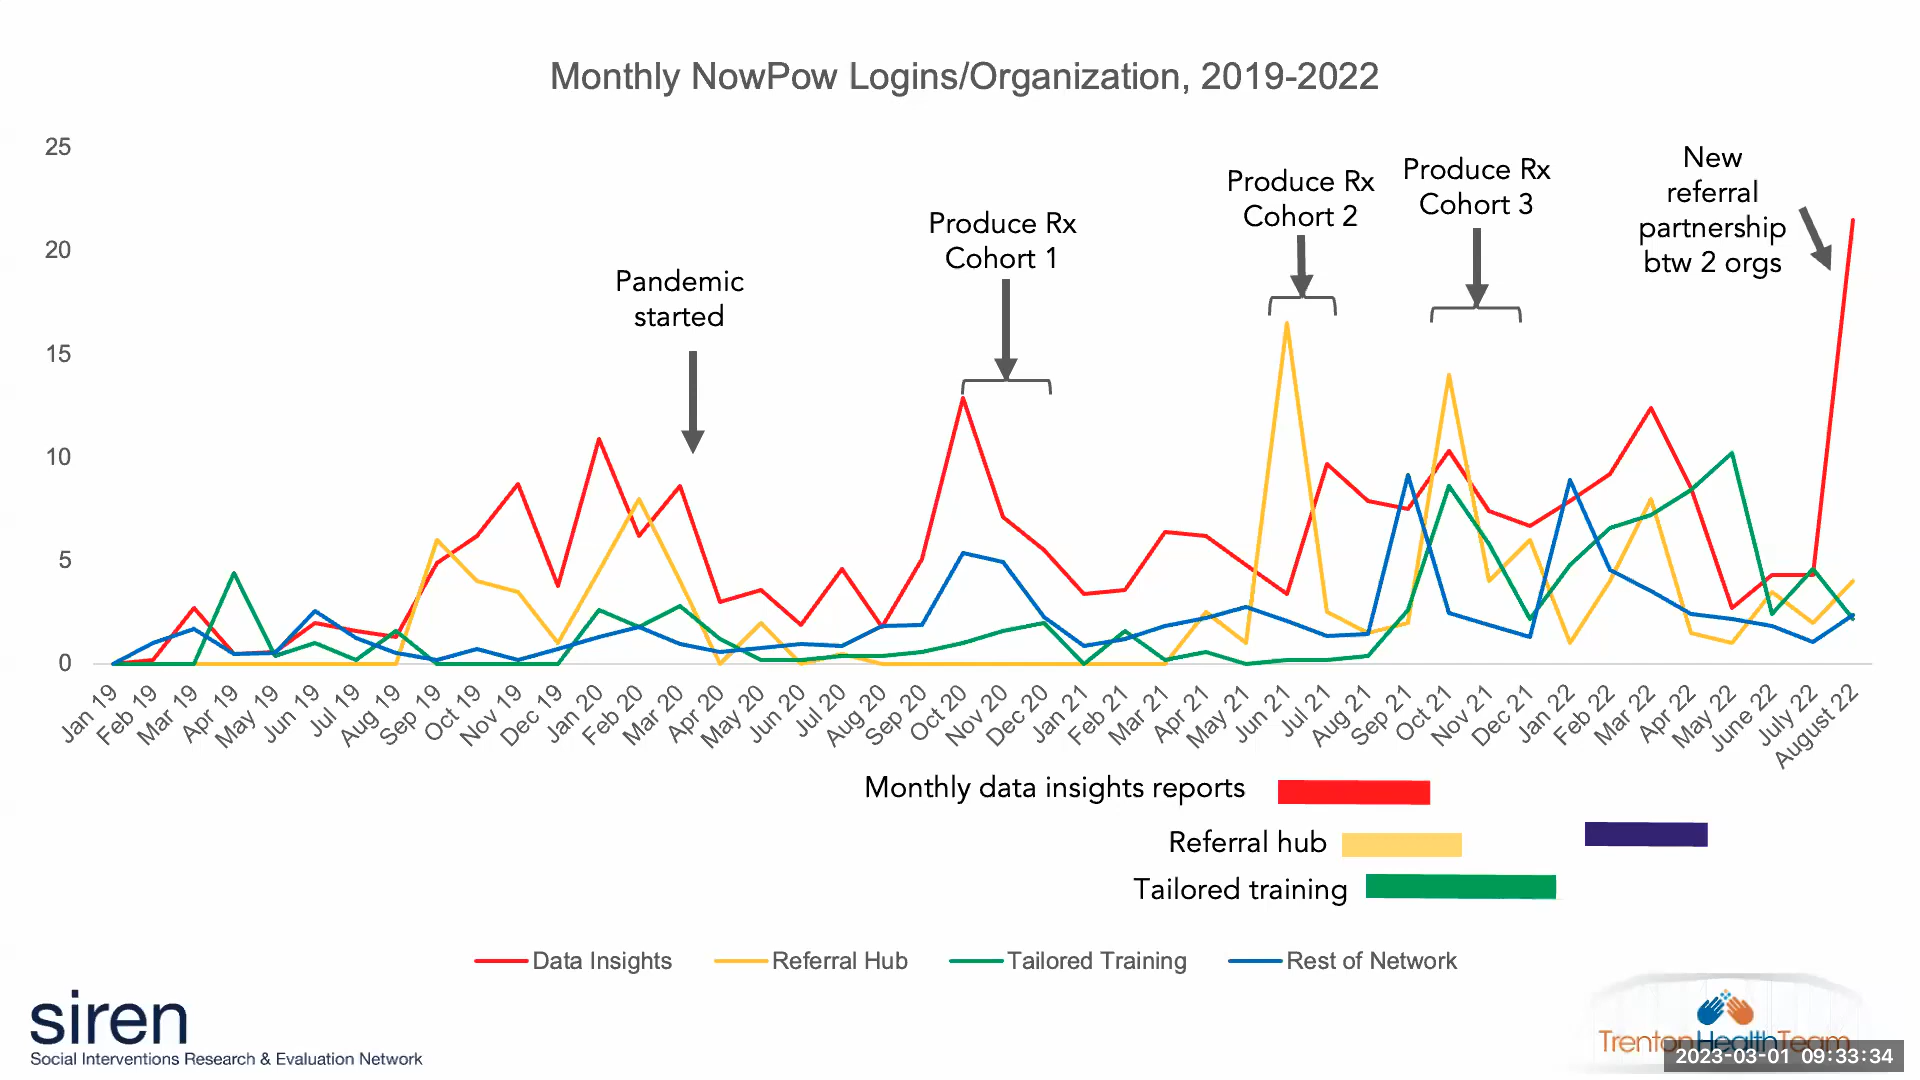 Monthly NowPow Logins/Organization, 2019-2022
25
20
15
10
5
0
Pandemic
started
Produce Rx
Cohort 1
Produce Rx
Cohort 2
Produce Rx
Cohort 3
New
referral
partnership
btw 2 orgs
Jan 19
Feb 19
Mar 19
Apr 19
May 19
Jun 19
Jul 19
Aug 19
Sep 19
Oct 19
Nov 19
Dec 19
Jan 20
Feb 20
Mar 20
Apr 20
May 20
Jun 20
Jul 20
Aug 20
Sep 20
Oct 20
Nov 20
Dec 20
Jan 21
Feb 21
Mar 21
Apr 21
May 21
Jun 21
Jul 21
Aug 21
Sep 21
Oct 21
Nov 21
Dec 21
Jan 22
Feb 22
Mar 22
Apr 22
May 22
June 22
July 22
August 22
Monthly data insights reports
Referral hub
Tailored training
Data Insights
Referral Hub
Tailored Training
Rest of Network
siren
Social Interventions Research & Evaluation Network
TrentonHealthTeam
2023-03-01 09:33:34